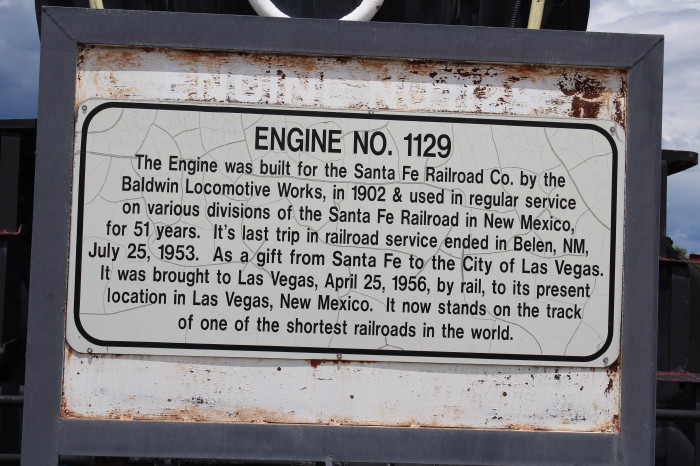 ENGINE NO. 1129
The Engine was built for the Santa Fe Railroad Co. by the
Baldwin Locomotive Works, in 1902 & used in regular service
on various divisions of the Santa Fe Railroad in New Mexico,
for 51 years. It's last trip in railroad service ended in Belen, NM,
July 25, 1953. As a gift from Santa Fe to the City of Las Vegas.
It was brought to Las Vegas, April 25, 1956, by rail, to its present
location in Las Vegas, New Mexico. It now stands on the track
of one of the shortest railroads in the world.